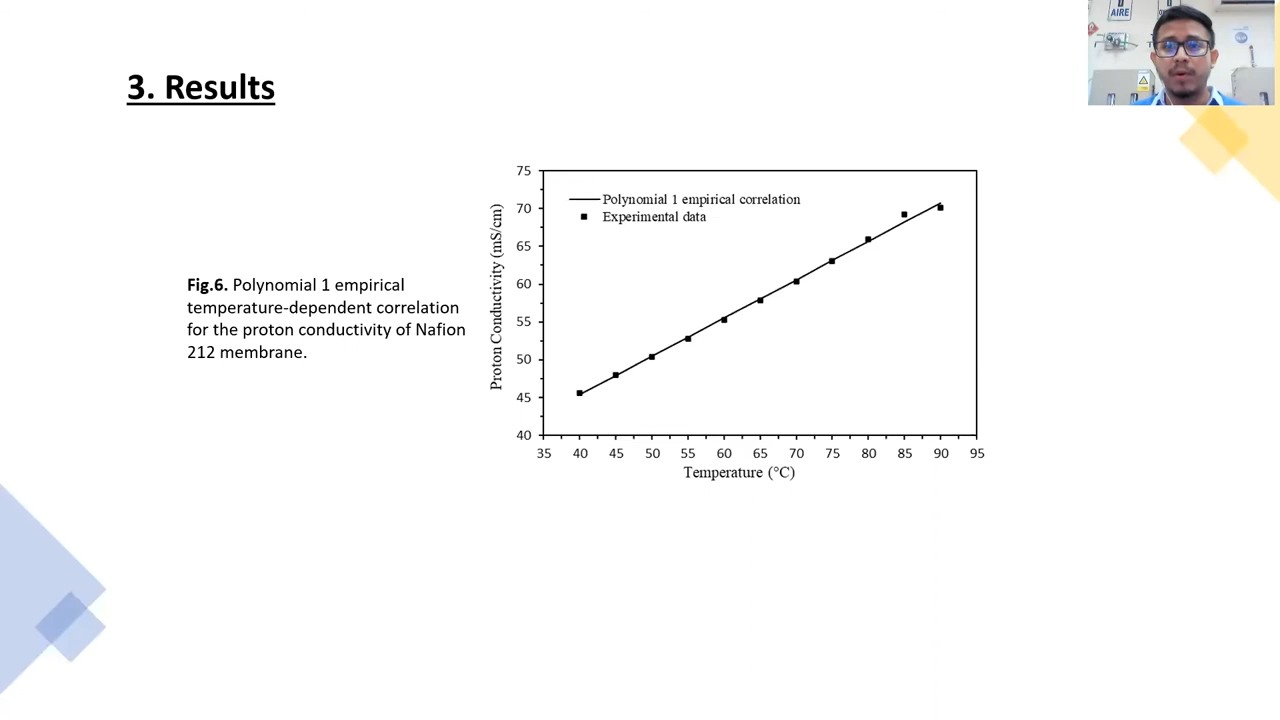 AIRE
3. Results
75
70
65
60
55
50
45
40
Proton Conductivity (mS/cm)
Polynomial 1 empirical correlation
Experimental data
35 40 45 50 55 60 65 70 75 80 85 90 95
Temperature (°C)
Fig.6. Polynomial 1 empirical
temperature-dependent correlation
for the proton conductivity of Nafion
212 membrane.